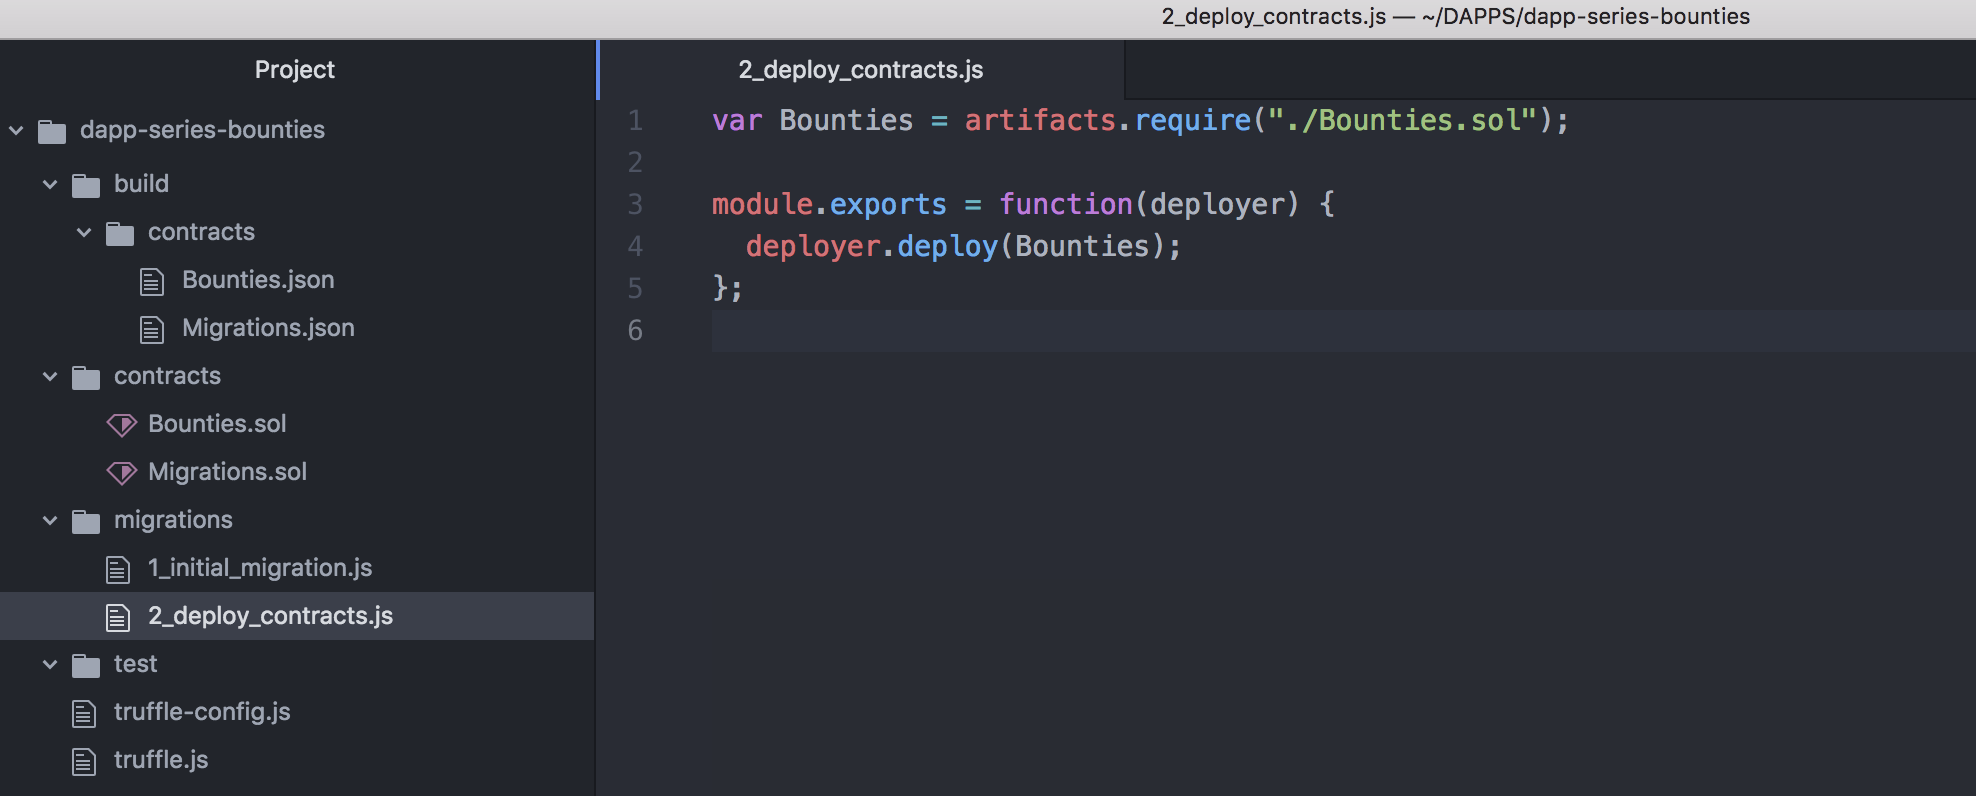 2_deploy_contracts.js — ~/DAPPS/dapp-series-bounties
Project
dapp-series-bounties
build
contracts
Bounties.json
Migrations.json
contracts
Bounties.sol
Migrations.sol
migrations
1_initial_migration.js
2_deploy_contracts.js
test
truffle-config.js
truffle.js
2_deploy_contracts.js
1 var Bounties = artifacts.require("./Bounties.sol");
2
3 module.exports = function(deployer) {
4   deployer.deploy(Bounties);
5 };
6